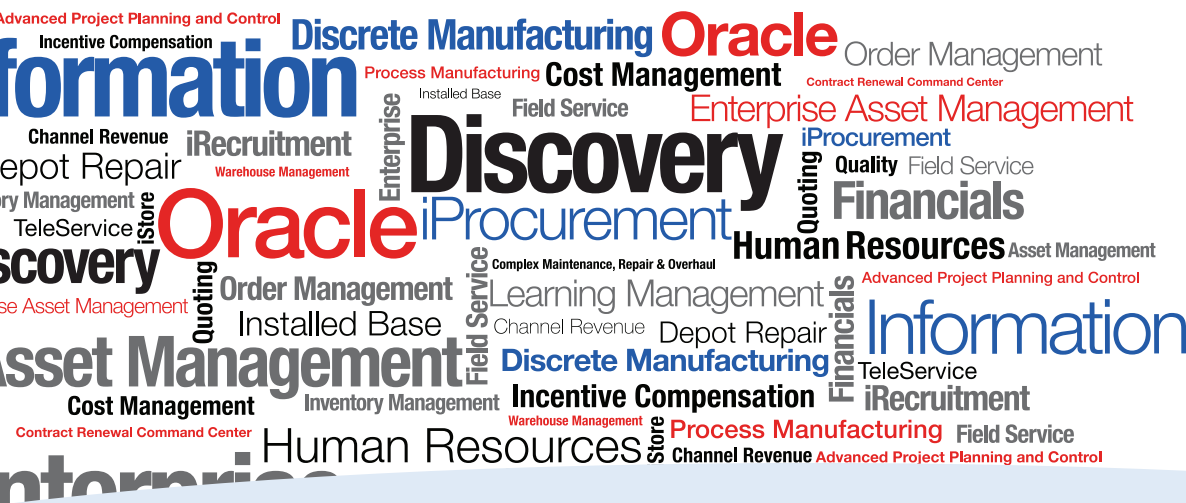 Advanced Project Planning and Control
Discrete Manufacturing
Oracle
Incentive Compensation
Order Management
formation
Process Manufacturing
Cost Management
Contract Renewal Command Center
Installed Base
Enterprise
Field Service
Enterprise Asset Management
Channel Revenue
iRecruitment
Discovery
iProcurement
epot Repair
Warehouse Management
Quoting
Quality
Field Service
ory Management
iStore
Oracle
iProcurement
Financials
TeleService
Human Resources
Asset Management
scovery
Quoting
Field Service
Complex Maintenance, Repair & Overhaul
Financials
Advanced Project Planning and Control
se Asset Management
Order Management
Learning Management
Information
Installed Base
Channel Revenue
Depot Repair
Asset Management
Discrete Manufacturing
TeleService
Cost Management
Inventory Management
Incentive Compensation
iRecruitment
Contract Renewal Command Center
Human Resources
Warehouse Management
Store
Process Manufacturing
Field Service
Channel Revenue
Advanced Project Planning and Control
nterprise